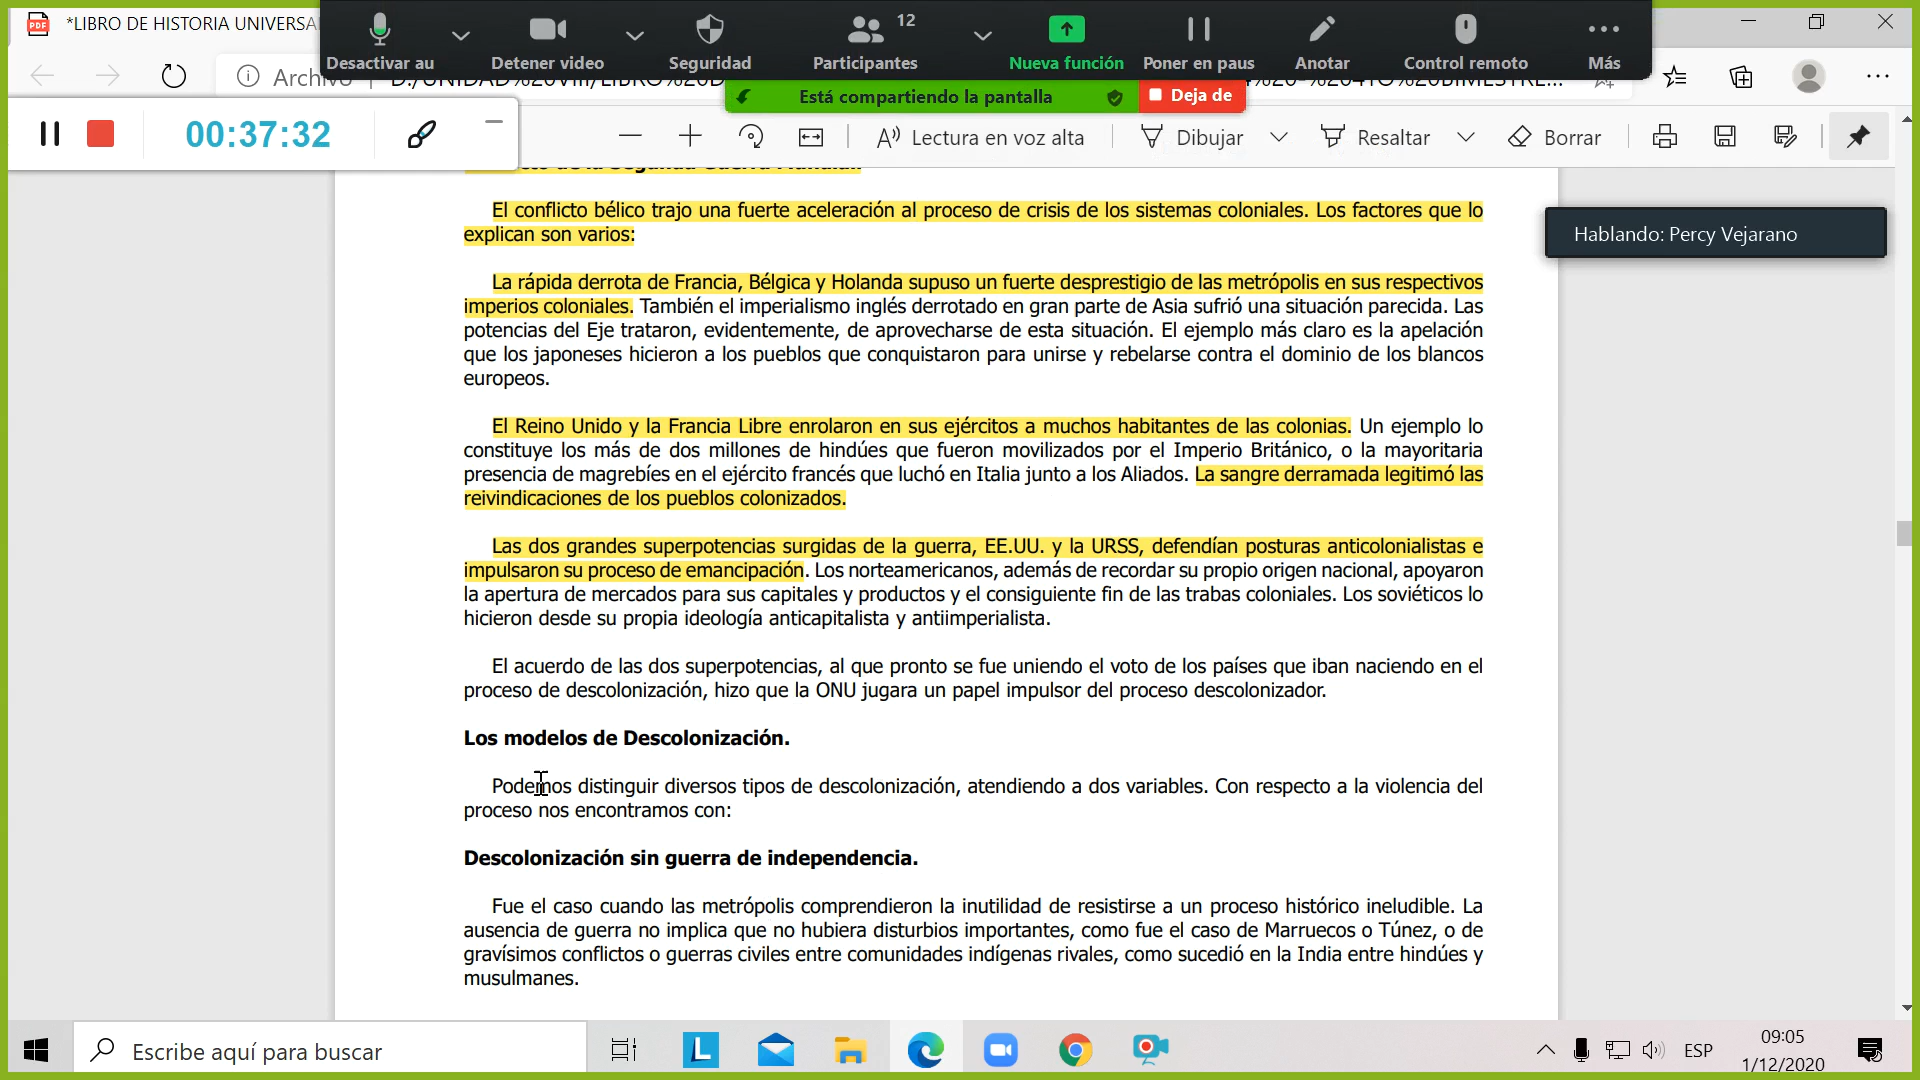 *LIBRO DE HISTORIA UNIVERSA
Desactivar au
Detener video
Seguridad
12
Participantes
Nueva función
Poner en paus
Anotar
Control remoto
Más
Está compartiendo la pantalla
Deja de
00:37:32
Lectura en voz alta
Dibujar
Resaltar
Borrar
Hablando: Percy Vejarano
El conflicto bélico trajo una fuerte aceleración al proceso de crisis de los sistemas coloniales. Los factores que lo
explican son varios:
La rápida derrota de Francia, Bélgica y Holanda supuso un fuerte desprestigio de las metrópolis en sus respectivos
imperios coloniales. También el imperialismo inglés derrotado en gran parte de Asia sufrió una situación parecida. Las
potencias del Eje trataron, evidentemente, de aprovecharse de esta situación. El ejemplo más claro es la apelación
que los japoneses hicieron a los pueblos que conquistaron para unirse y rebelarse contra el dominio de los blancos
europeos.
El Reino Unido y la Francia Libre enrolaron en sus ejércitos a muchos habitantes de las colonias. Un ejemplo lo
constituye los más de dos millones de hindúes que fueron movilizados por el Imperio Británico, o la mayoritaria
presencia de magrebíes en el ejército francés que luchó en Italia junto a los Aliados. La sangre derramada legitimó las
reivindicaciones de los pueblos colonizados.
Las dos grandes superpotencias surgidas de la guerra, EE.UU. y la URSS, defendían posturas anticolonialistas e
impulsaron su proceso de emancipación. Los norteamericanos, además de recordar su propio origen nacional, apoyaron
la apertura de mercados para sus capitales y productos y el consiguiente fin de las trabas coloniales. Los soviéticos lo
hicieron desde su propia ideología anticapitalista y antiimperialista.
El acuerdo de las dos superpotencias, al que pronto se fue uniendo el voto de los países que iban naciendo en el
proceso de descolonización, hizo que la ONU jugara un papel impulsor del proceso descolonizador.
Los modelos de Descolonización.
Podemos distinguir diversos tipos de descolonización, atendiendo a dos variables. Con respecto a la violencia del
proceso nos encontramos con:
Descolonización sin guerra de independencia.
Fue el caso cuando las metrópolis comprendieron la inutilidad de resistirse a un proceso histórico ineludible. La
ausencia de guerra no implica que no hubiera disturbios importantes, como fue el caso de Marruecos o Túnez, o de
gravísimos conflictos o guerras civiles entre comunidades indígenas rivales, como sucedió en la India entre hindúes y
musulmanes.
Escribe aquí para buscar
ESP
09:05
1/12/2020